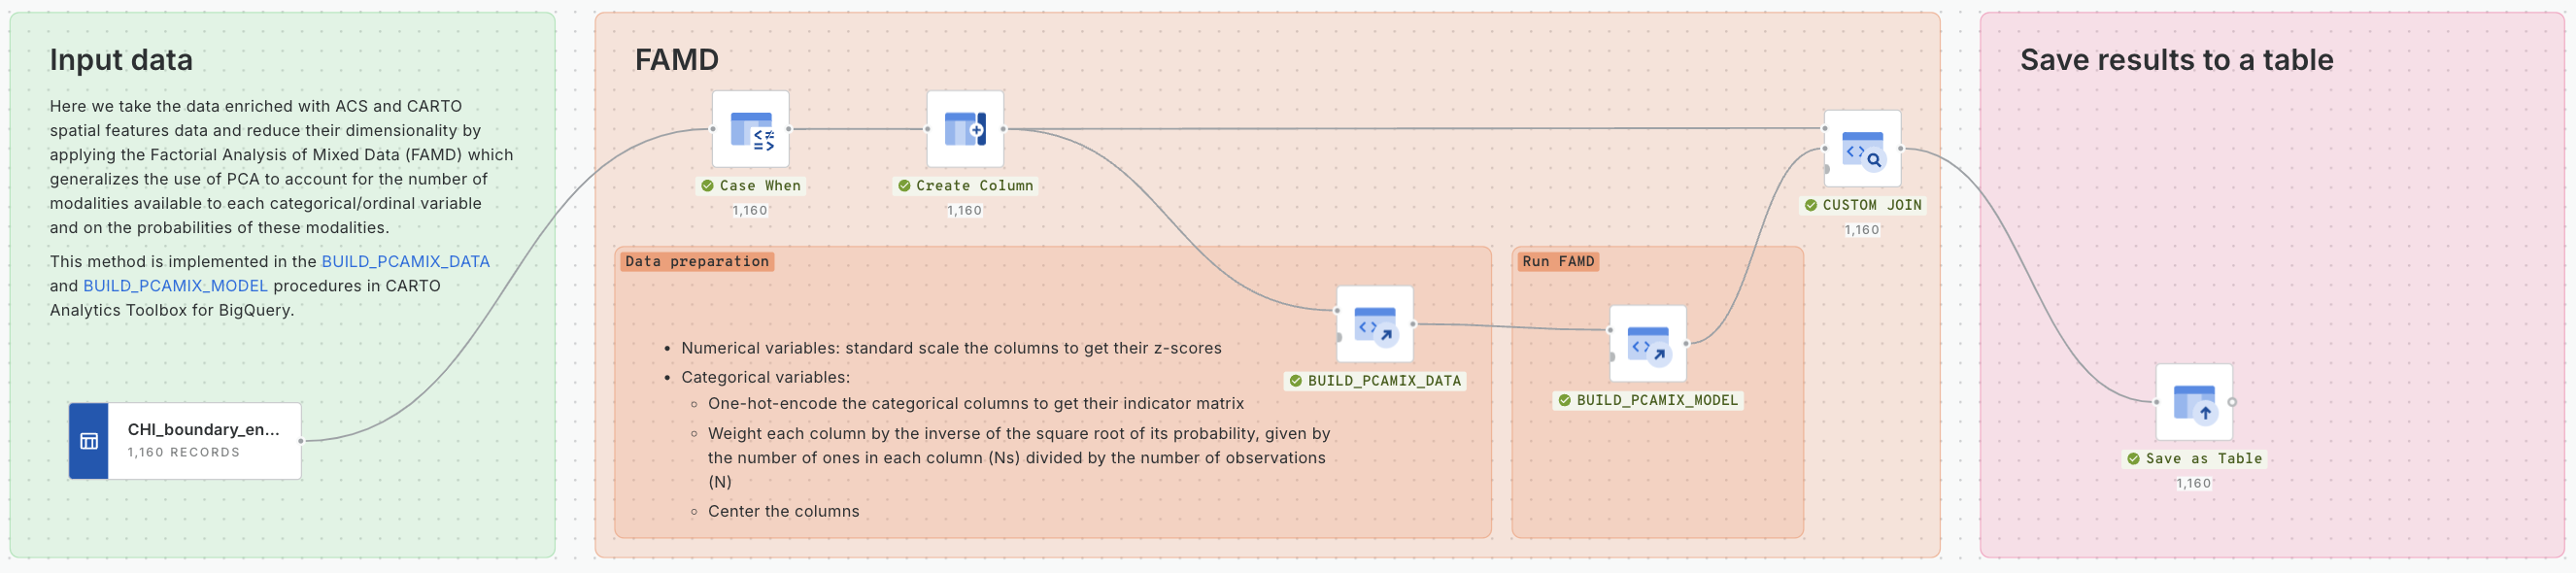 Input data
Here we take the data enriched with ACS and CARTO
spatial features data and reduce their dimensionality by
applying the Factorial Analysis of Mixed Data (FAMD) which
generalizes the use of PCA to account for the number of
modalities available to each categorical/ordinal variable
and on the probabilities of these modalities.
This method is implemented in the BUILD_PCAMIX_DATA
and BUILD_PCAMIX_MODEL procedures in CARTO
Analytics Toolbox for BigQuery.
CHI_boundary_en...
1,160 RECORDS
FAMD
Case When
1,160
Create Column
1,160
CUSTOM JOIN
1,160
Data preparation
• Numerical variables: standard scale the columns to get their z-scores
• Categorical variables:
◦ One-hot-encode the categorical columns to get their indicator matrix
◦ Weight each column by the inverse of the square root of its probability, given by
the number of ones in each column (Ns) divided by the number of observations
(N)
◦ Center the columns
BUILD_PCAMIX_DATA
Run FAMD
BUILD_PCAMIX_MODEL
Save results to a table
Save as Table
1,160